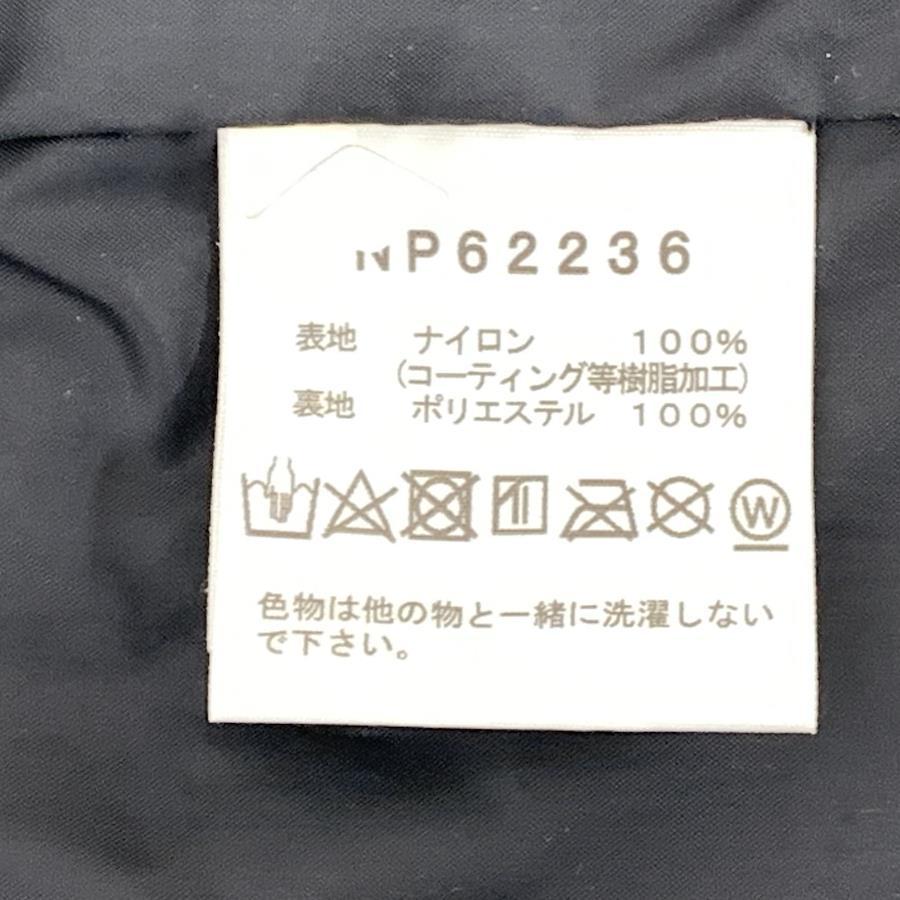 NP62236
表地 ナイロン 100%
(コーティング等樹脂加工)
裏地 ポリエステル 100%
W
色物は他の物と一緒に洗濯しない
で下さい。